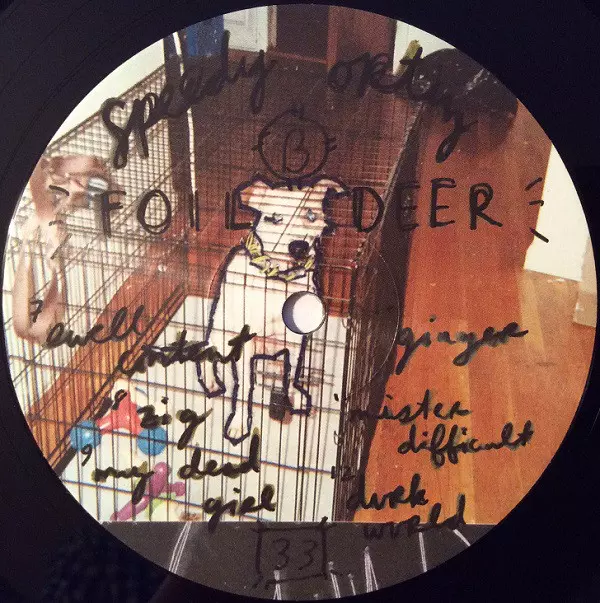 speedy ortiz
B
FOIL DEER
7 swell
content
8 zig
9 my dead
girl
ginger
mister
difficult
12 dvrk
wvrld
33